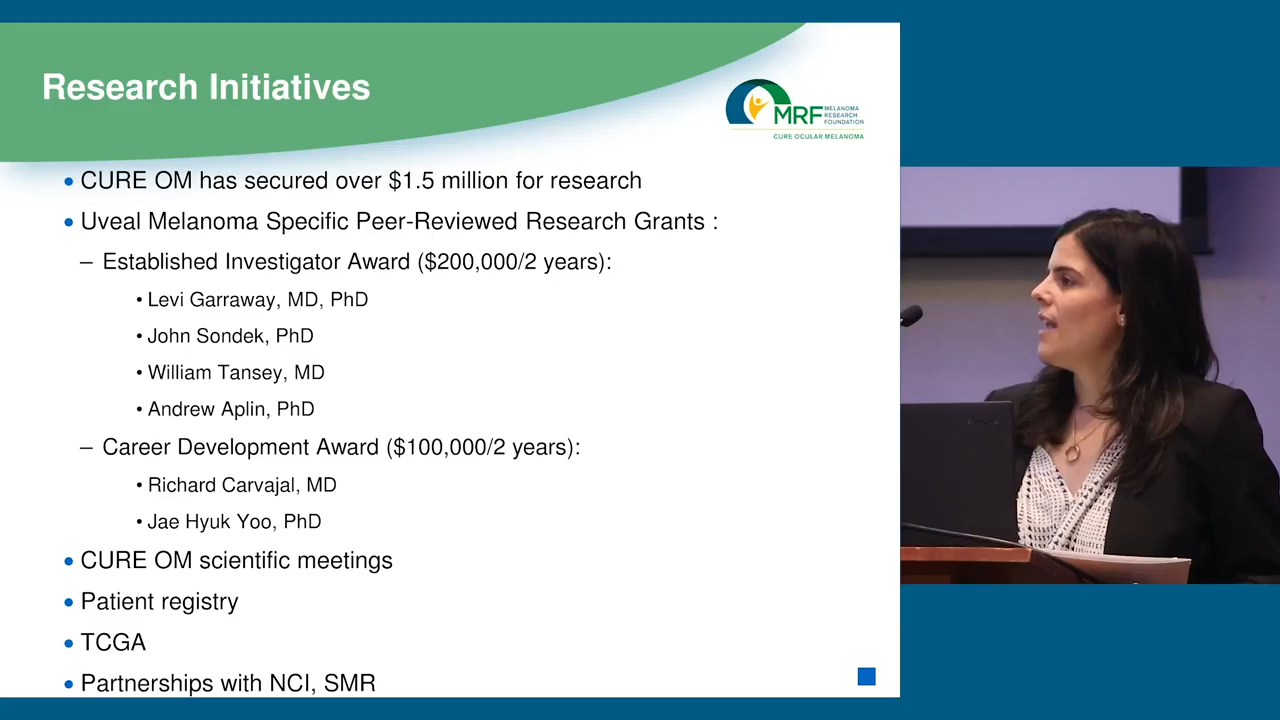 Research Initiatives
MRF
MELANOMA
RESEARCH
FOUNDATION
CURE OCULAR MELANOMA
• CURE OM has secured over $1.5 million for research
• Uveal Melanoma Specific Peer-Reviewed Research Grants :
– Established Investigator Award ($200,000/2 years):
• Levi Garraway, MD, PhD
• John Sondek, PhD
• William Tansey, MD
• Andrew Aplin, PhD
– Career Development Award ($100,000/2 years):
• Richard Carvajal, MD
• Jae Hyuk Yoo, PhD
• CURE OM scientific meetings
• Patient registry
• TCGA
• Partnerships with NCI, SMR